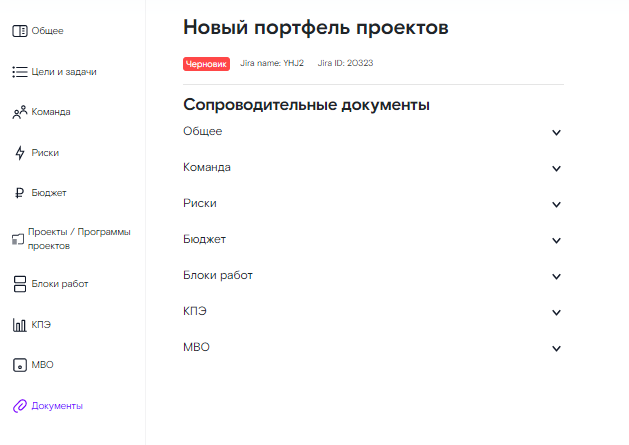 Общее
Цели и задачи
Команда
Риски
Бюджет
Проекты / Программы
проектов
Блоки работ
КПЭ
МВО
Документы
Новый портфель проектов
Черновик Jira name: YHJ2 Jira ID: 20323
Сопроводительные документы
Общее
Команда
Риски
Бюджет
Блоки работ
КПЭ
МВО